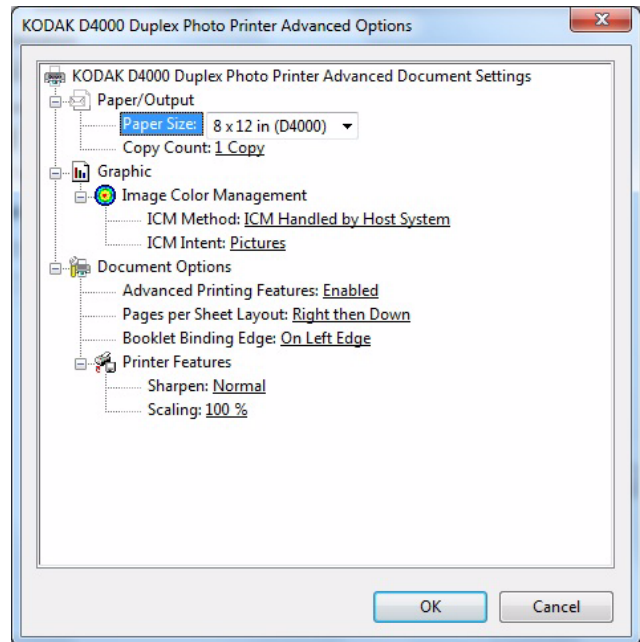 KODAK D4000 Duplex Photo Printer Advanced Options
KODAK D4000 Duplex Photo Printer Advanced Document Settings
Paper/Output
Paper Size: 8 x 12 in (D4000)
Copy Count: 1 Copy
Graphic
Image Color Management
ICM Method: ICM Handled by Host System
ICM Intent: Pictures
Document Options
Advanced Printing Features: Enabled
Pages per Sheet Layout: Right then Down
Booklet Binding Edge: On Left Edge
Printer Features
Sharpen: Normal
Scaling: 100 %
OK Cancel